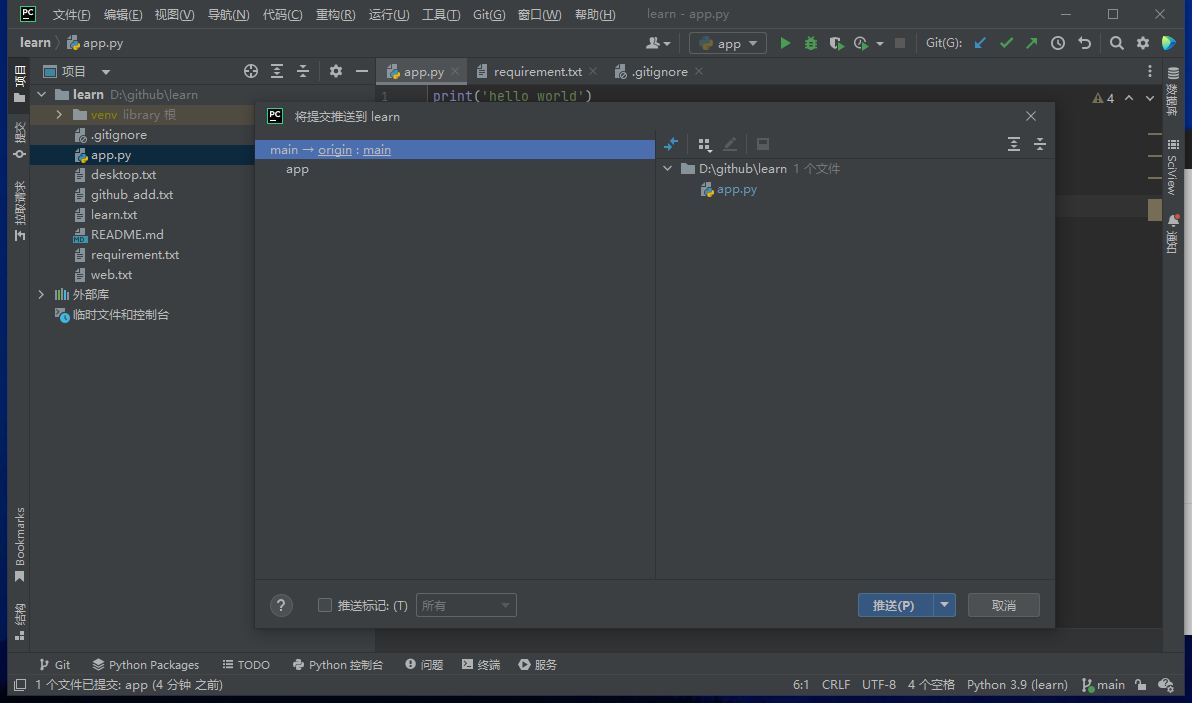 PC 文件(F) 编辑(E) 视图(V) 导航(N) 代码(C) 重构(R) 运行(U) 工具(T) Git(G) 窗口(W) 帮助(H) learn - app.py
learn app.py app Git(G):
项目
提交
拉取请求
Bookmarks
结构
项目
learn D:\github\learn
venv library 根
.gitignore
app.py
desktop.txt
github_add.txt
learn.txt
README.md
requirement.txt
web.txt
外部库
临时文件和控制台
app.py requirement.txt .gitignore
1 print('hello world') 4
PC 将提交推送到 learn
main → origin : main
app
D:\github\learn 1 个文件
app.py
? 推送标记: (T) 所有 推送(P) 取消
数据库
SciView
通知
Git Python Packages TODO Python 控制台 问题 终端 服务
1 个文件已提交: app (4 分钟 之前) 6:1 CRLF UTF-8 4 个空格 Python 3.9 (learn) main